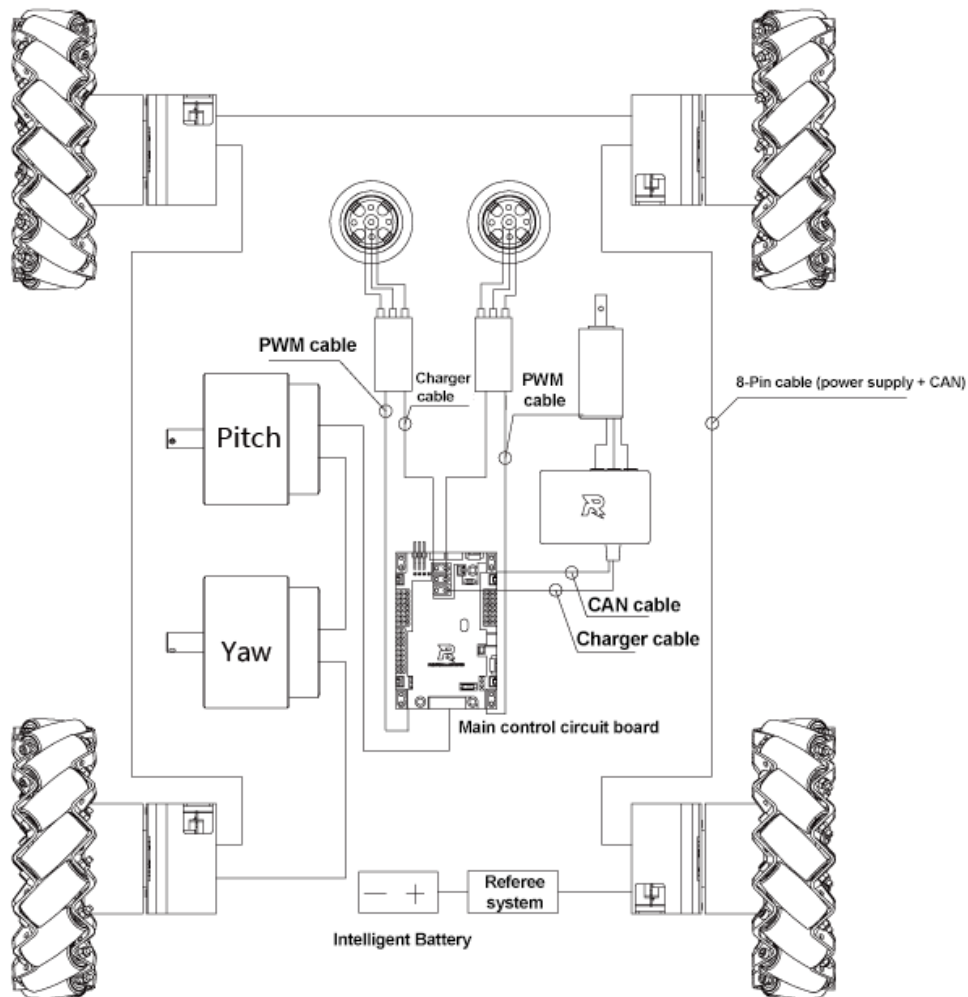 PWM cable
Charger
cable
PWM
cable
8-Pin cable (power supply + CAN)
Pitch
CAN cable
Charger cable
Yaw
Main control circuit board
Referee
system
Intelligent Battery